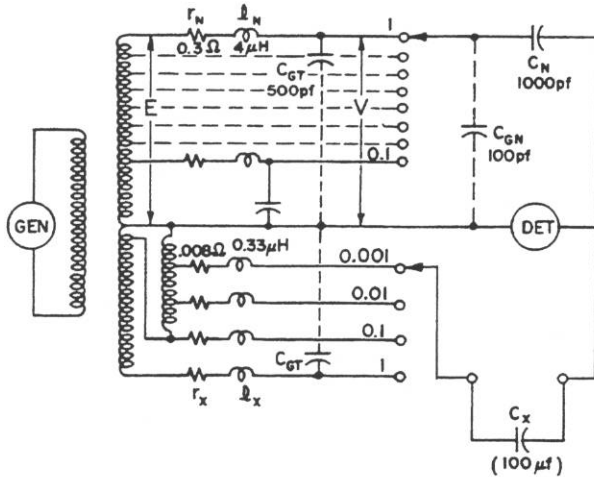 r_N
l_N
0.3Ω
4μH
C_GT
500pf
E
V
1
C_N
1000pf
C_GN
100pf
0.1
GEN
DET
.008Ω
0.33μH
0.001
0.01
0.1
C_GT
1
r_X
l_X
C_X
(100μf)